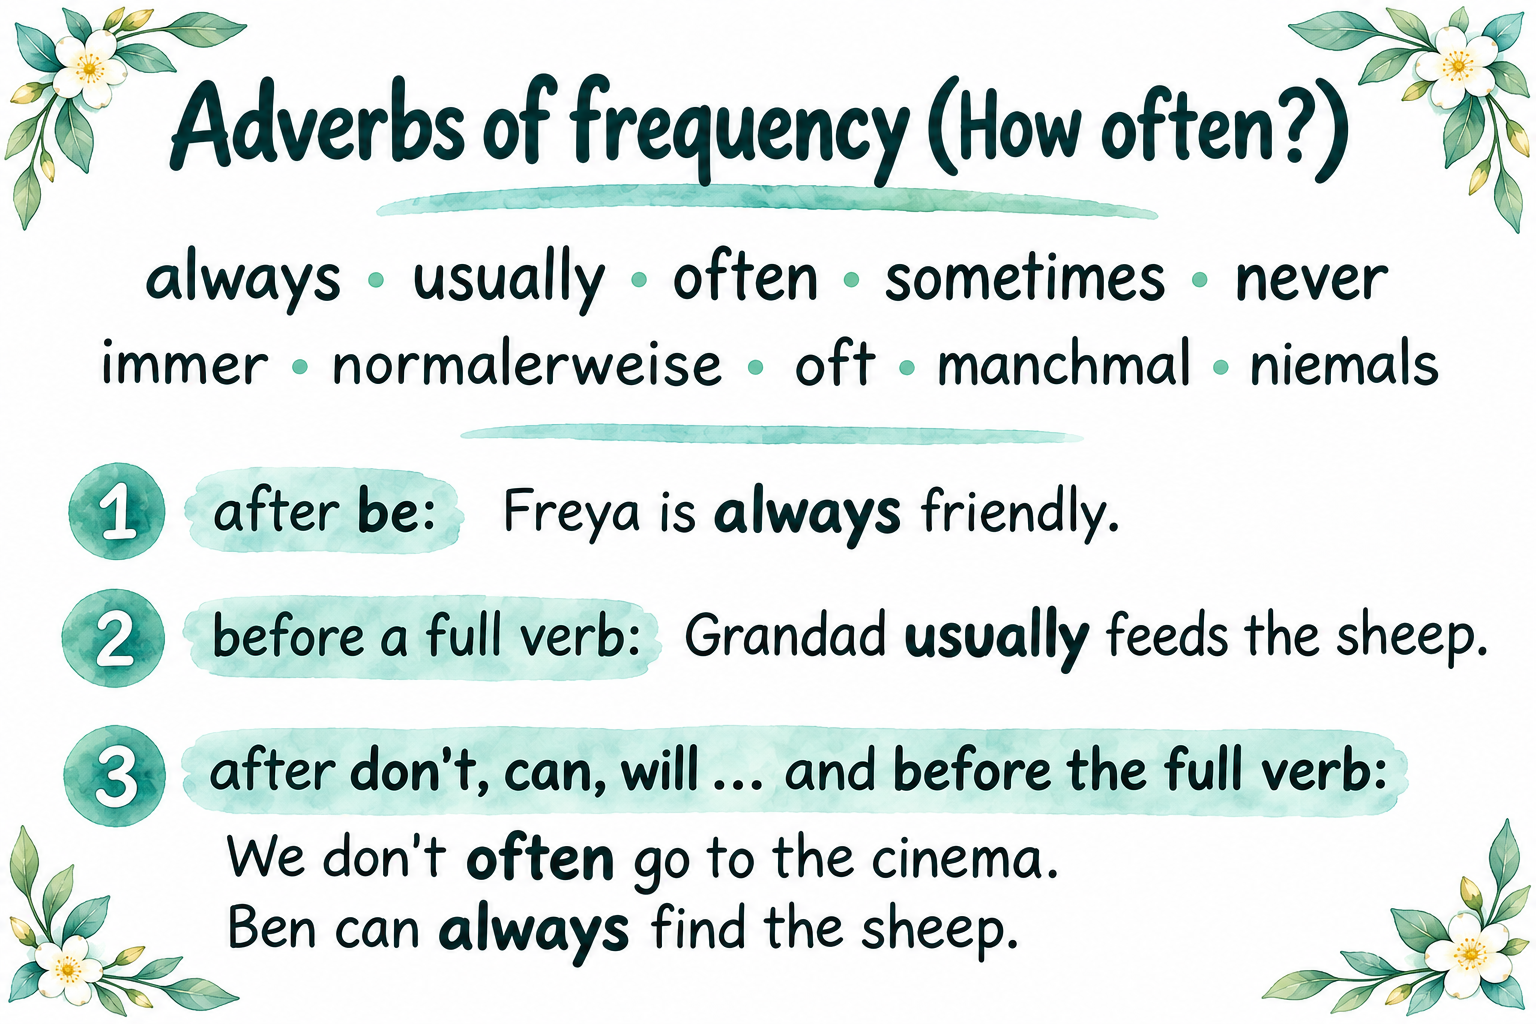 Adverbs of frequency (How often?)
always • usually • often • sometimes • never
immer • normalerweise • oft • manchmal • niemals
1 after be: Freya is always friendly.
2 before a full verb: Grandad usually feeds the sheep.
3 after don't, can, will ... and before the full verb:
We don't often go to the cinema.
Ben can always find the sheep.